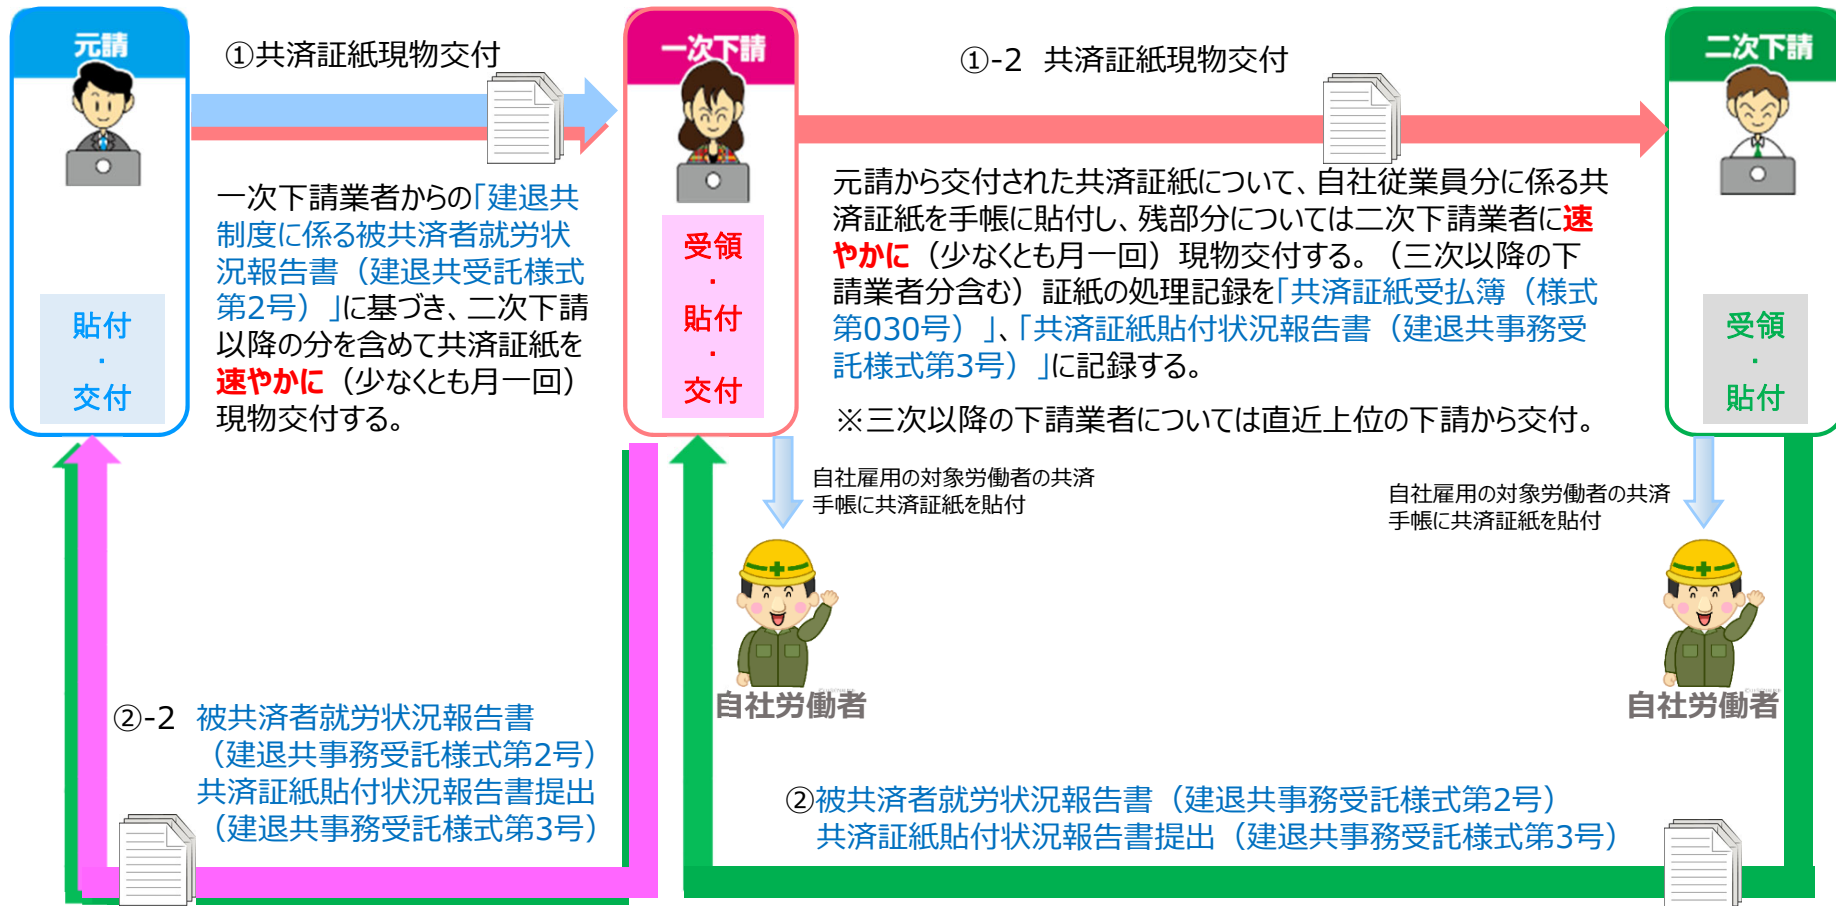 元請
①共済証紙現物交付
一次下請
①-2 共済証紙現物交付
二次下請
一次下請業者からの「建退共
制度に係る被共済者就労状
況報告書（建退共受託様式
第2号）」に基づき、二次下請
以降の分を含めて共済証紙を
速やかに（少なくとも月一回）
現物交付する。
貼付
・
交付
受領
・
貼付
・
交付
元請から交付された共済証紙について、自社従業員分に係る共
済証紙を手帳に貼付し、残部分については二次下請業者に速
やかに（少なくとも月一回）現物交付する。（三次以降の下
請業者分含む）証紙の処理記録を「共済証紙受払簿（様式
第030号）」、「共済証紙貼付状況報告書（建退共事務受
託様式第3号）」に記録する。
※三次以降の下請業者については直近上位の下請から交付。
受領
・
貼付
自社雇用の対象労働者の共済
手帳に共済証紙を貼付
自社雇用の対象労働者の共済
手帳に共済証紙を貼付
自社労働者
自社労働者
②-2 被共済者就労状況報告書
（建退共事務受託様式第2号）
共済証紙貼付状況報告書提出
（建退共事務受託様式第3号）
②被共済者就労状況報告書（建退共事務受託様式第2号）
共済証紙貼付状況報告書提出（建退共事務受託様式第3号）